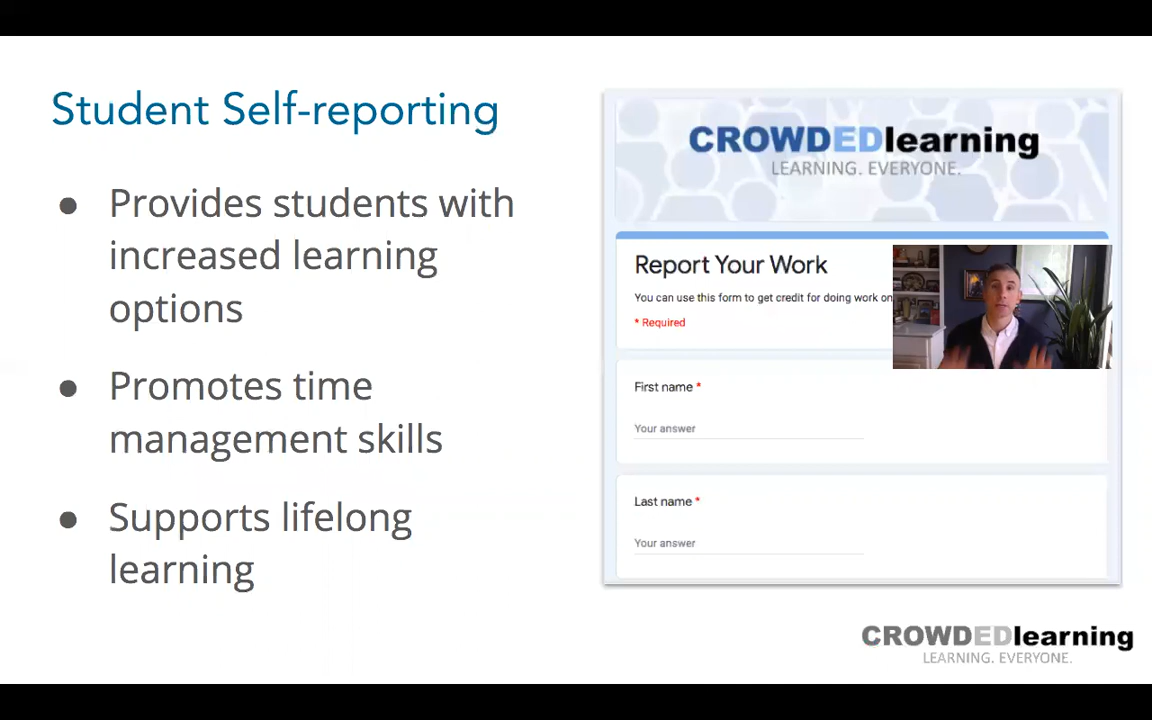 Student Self-reporting
● Provides students with
increased learning
options
● Promotes time
management skills
● Supports lifelong
learning
CROWDEDlearning
LEARNING. EVERYONE.
Report Your Work
You can use this form to get credit for doing work on
* Required
First name *
Your answer
Last name *
Your answer
CROWDEDlearning
LEARNING. EVERYONE.